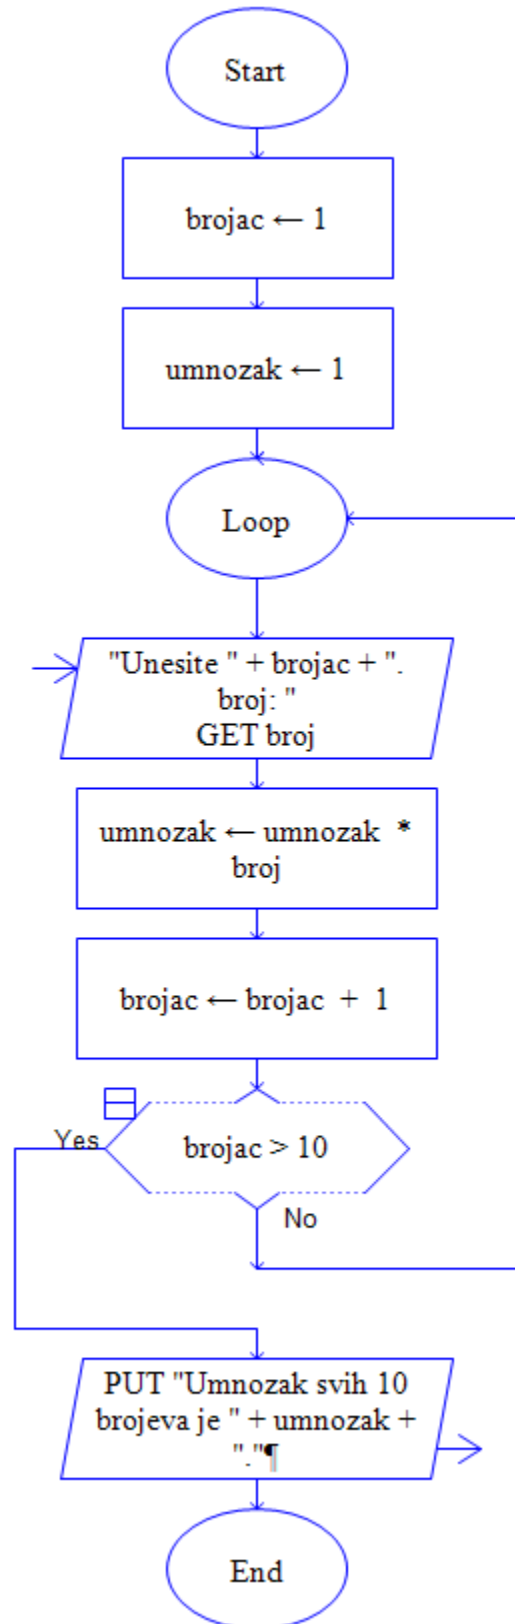 Start
brojac ← 1
umnozak ← 1
Loop
"Unesite " + brojac + ".
broj: "
GET broj
umnozak ← umnozak *
broj
brojac ← brojac + 1
Yes
brojac > 10
No
PUT "Umnozak svih 10
brojeva je " + umnozak +
"."¶
End